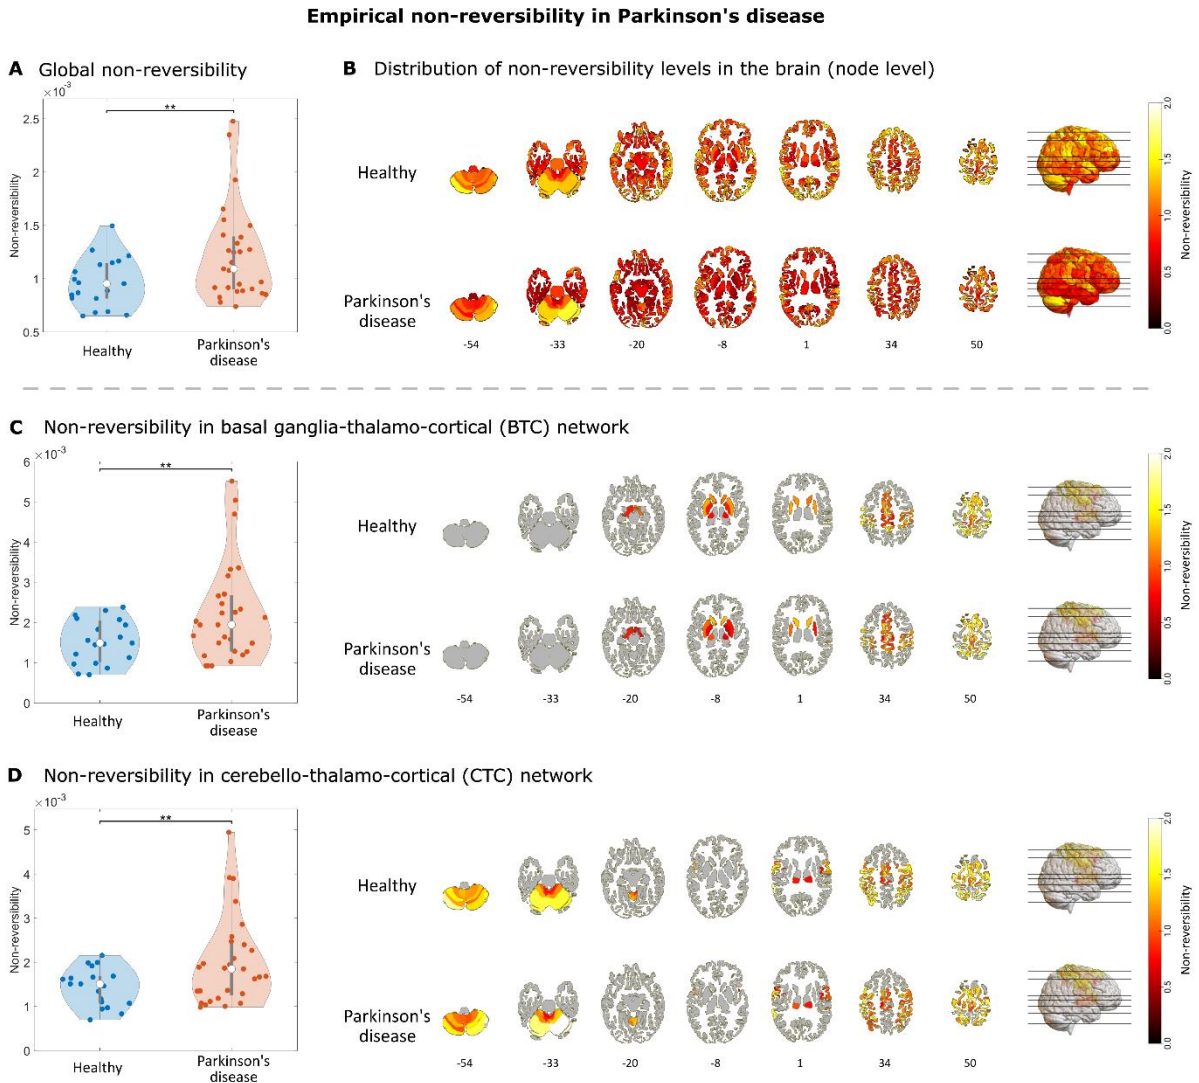 Empirical non-reversibility in Parkinson's disease
A Global non-reversibility
×10⁻³
**
2.5
2
1.5
1
0.5
Non-reversibility
Healthy
Parkinson's
disease
B Distribution of non-reversibility levels in the brain (node level)
Healthy
Parkinson's
disease
-54 -33 -20 -8 1 34 50
2.0
1.5
1.0
0.5
0.0
Non-reversibility
C Non-reversibility in basal ganglia-thalamo-cortical (BTC) network
×10⁻³
**
6
5
4
3
2
1
0
Non-reversibility
Healthy
Parkinson's
disease
Healthy
Parkinson's
disease
-54 -33 -20 -8 1 34 50
2.0
1.5
1.0
0.5
0.0
Non-reversibility
D Non-reversibility in cerebello-thalamo-cortical (CTC) network
×10⁻³
**
5
4
3
2
1
0
Non-reversibility
Healthy
Parkinson's
disease
Healthy
Parkinson's
disease
-54 -33 -20 -8 1 34 50
2.0
1.5
1.0
0.5
0.0
Non-reversibility